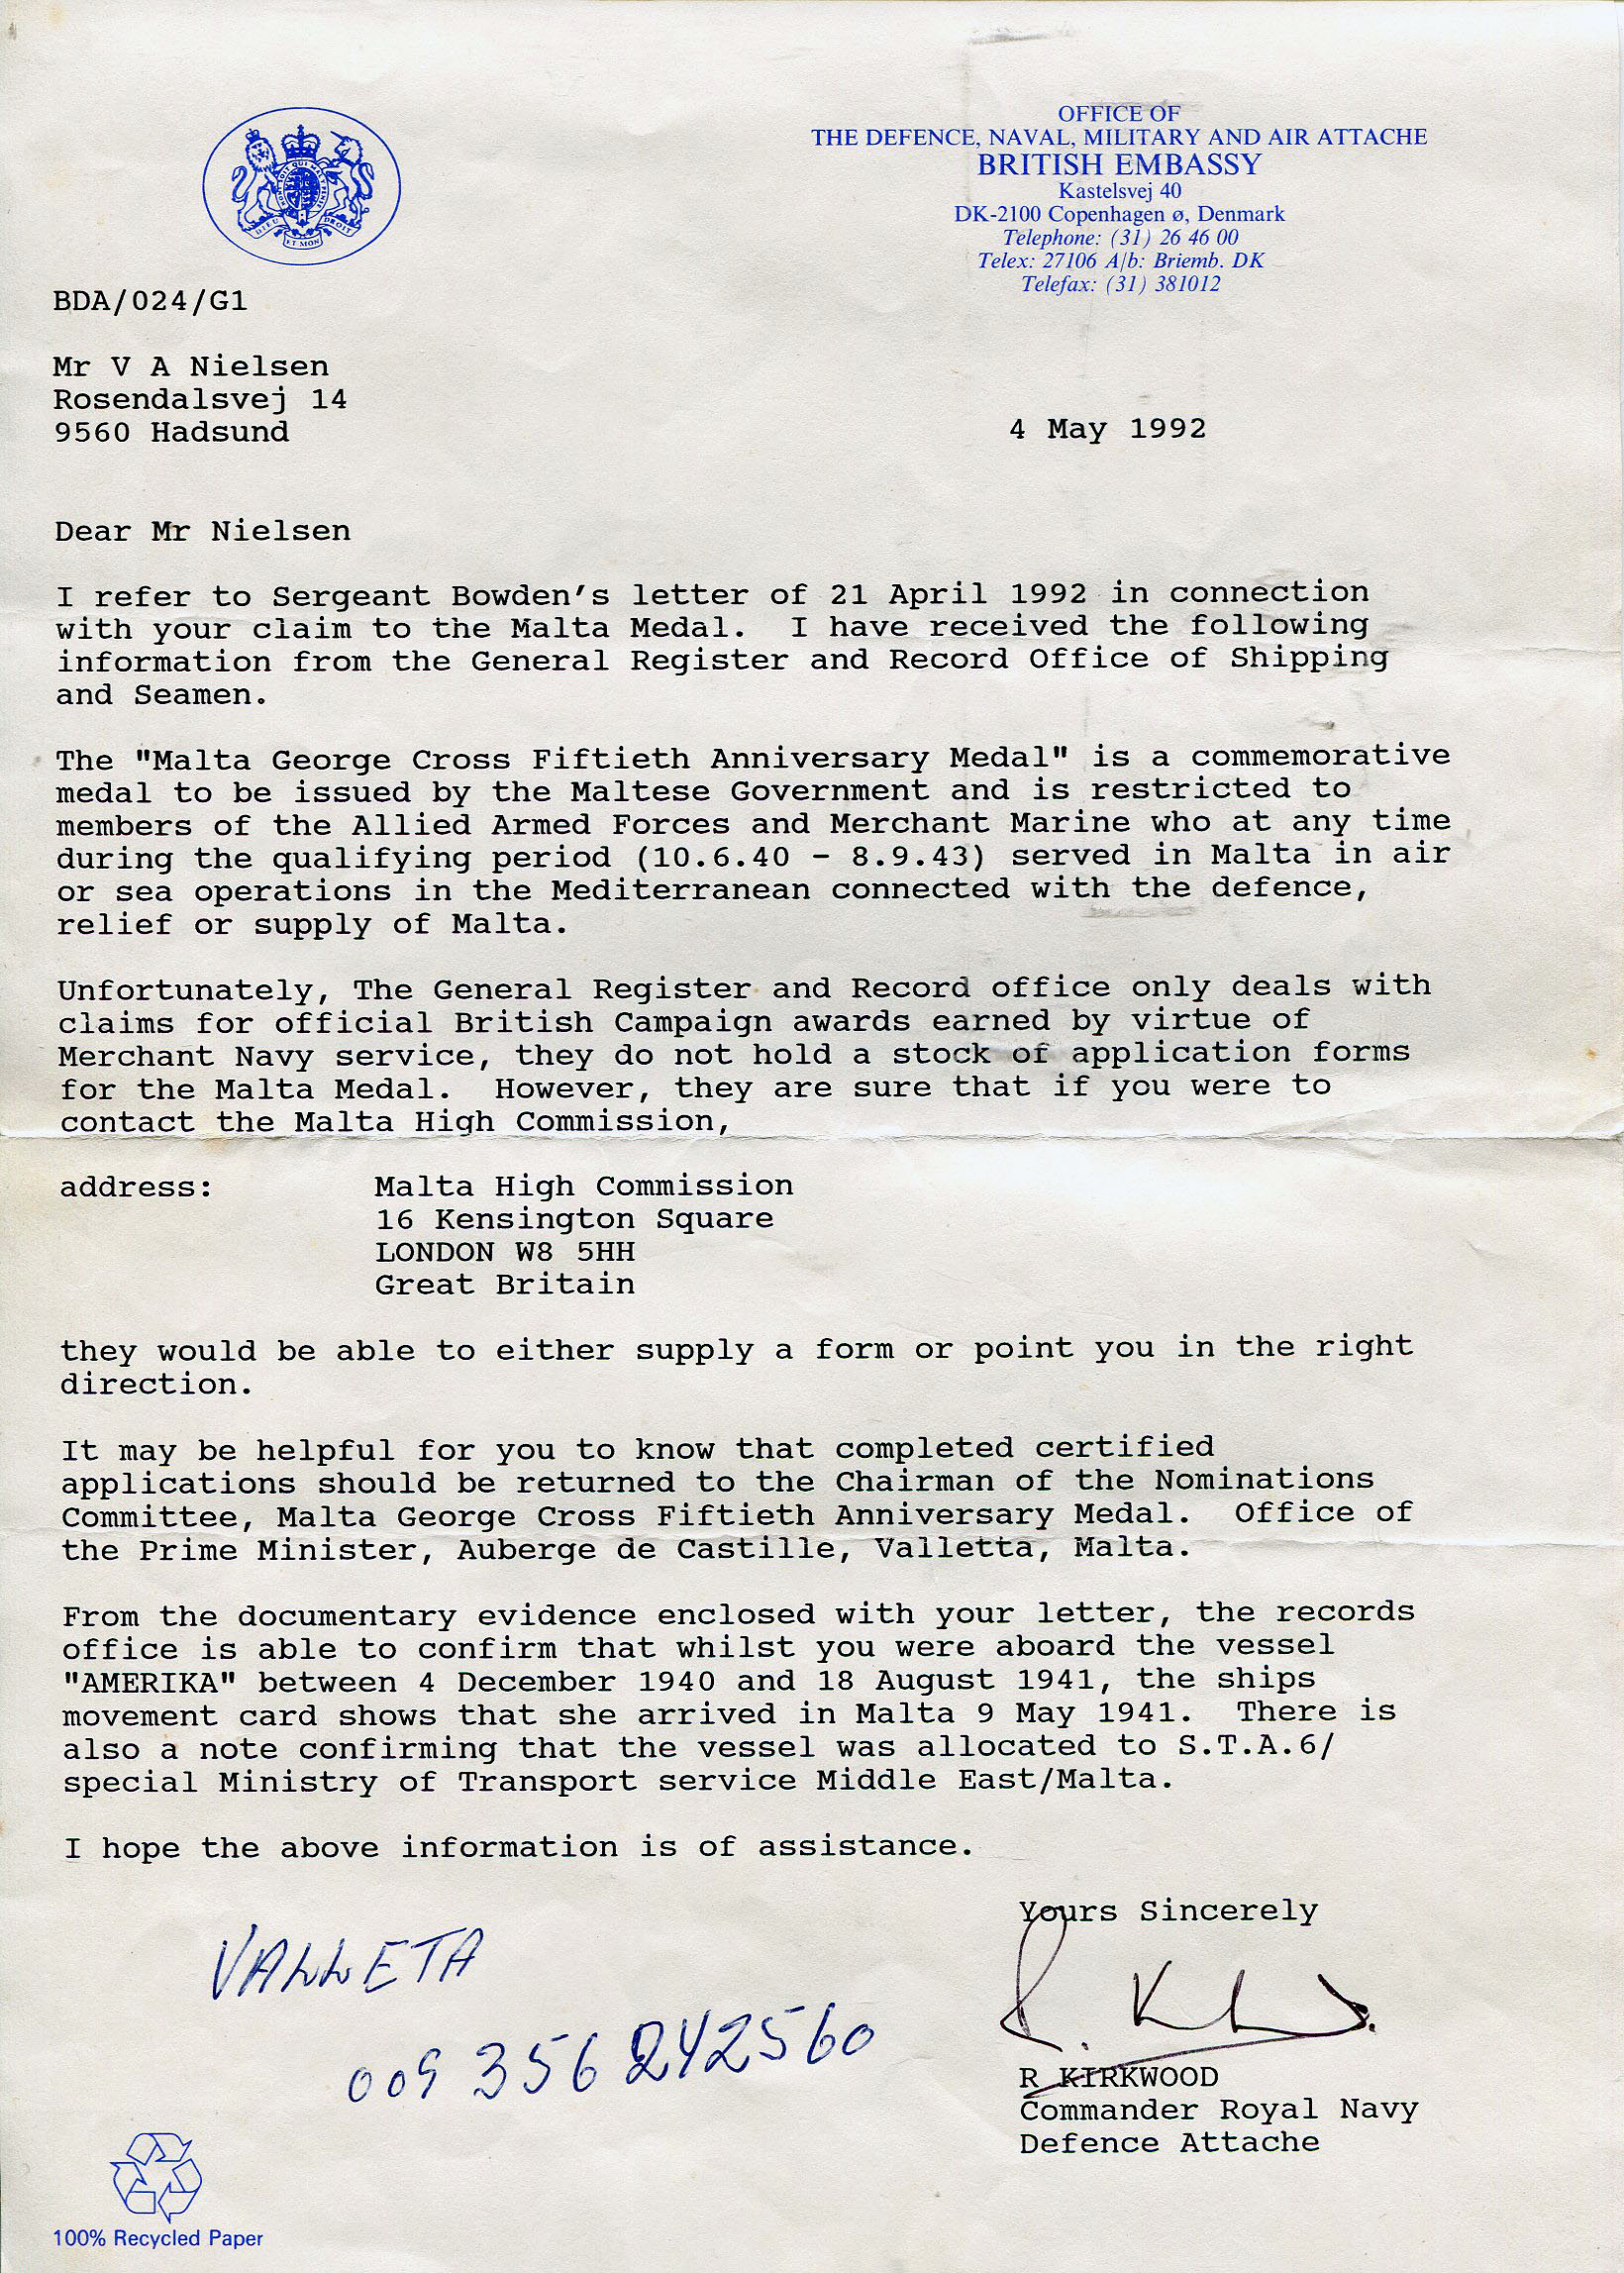 OFFICE OF
THE DEFENCE, NAVAL, MILITARY AND AIR ATTACHE
BRITISH EMBASSY
Kastelsvej 40
DK-2100 Copenhagen ø, Denmark
Telephone: (31) 26 46 00
Telex: 27106 A/b: Briemb. DK
Telefax: (31) 381012
DIEU ET MON DROIT
BDA/024/G1
Mr V A Nielsen
Rosendalsvej 14
9560 Hadsund
4 May 1992
Dear Mr Nielsen
I refer to Sergeant Bowden's letter of 21 April 1992 in connection
with your claim to the Malta Medal. I have received the following
information from the General Register and Record Office of Shipping
and Seamen.
The "Malta George Cross Fiftieth Anniversary Medal" is a commemorative
medal to be issued by the Maltese Government and is restricted to
members of the Allied Armed Forces and Merchant Marine who at any time
during the qualifying period (10.6.40 - 8.9.43) served in Malta in air
or sea operations in the Mediterranean connected with the defence,
relief or supply of Malta.
Unfortunately, The General Register and Record office only deals with
claims for official British Campaign awards earned by virtue of
Merchant Navy service, they do not hold a stock of application forms
for the Malta Medal. However, they are sure that if you were to
contact the Malta High Commission,
address: Malta High Commission
16 Kensington Square
LONDON W8 5HH
Great Britain
they would be able to either supply a form or point you in the right
direction.
It may be helpful for you to know that completed certified
applications should be returned to the Chairman of the Nominations
Committee, Malta George Cross Fiftieth Anniversary Medal. Office of
the Prime Minister, Auberge de Castille, Valletta, Malta.
From the documentary evidence enclosed with your letter, the records
office is able to confirm that whilst you were aboard the vessel
"AMERIKA" between 4 December 1940 and 18 August 1941, the ships
movement card shows that she arrived in Malta 9 May 1941. There is
also a note confirming that the vessel was allocated to S.T.A.6/
special Ministry of Transport service Middle East/Malta.
I hope the above information is of assistance.
Yours Sincerely
VALLETA
009 356 242560
R KIRKWOOD
Commander Royal Navy
Defence Attache
100% Recycled Paper